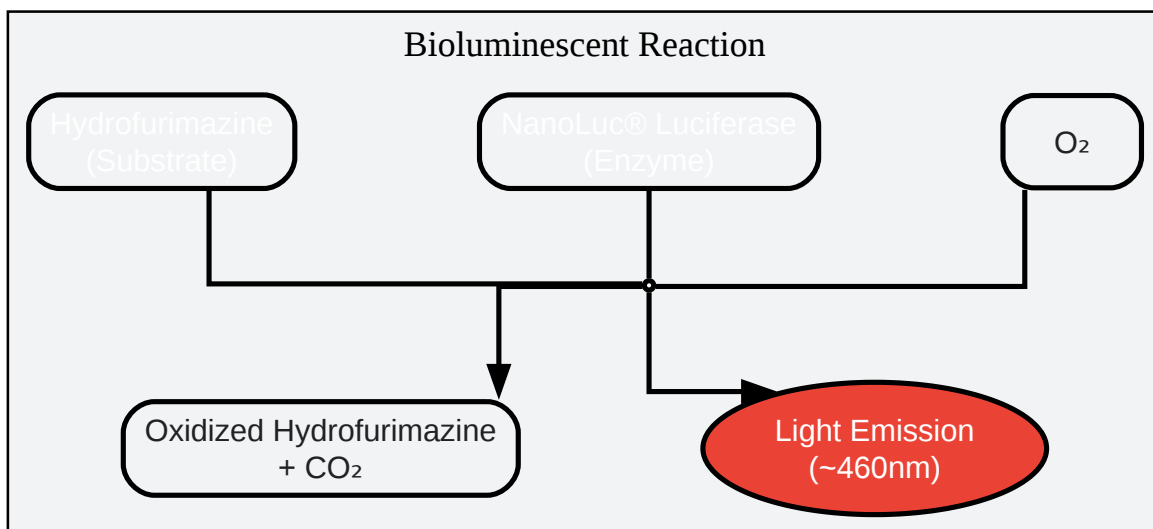 Bioluminescent Reaction
Hydrofurimazine
(Substrate)
NanoLuc® Luciferase
(Enzyme)
O₂
Oxidized Hydrofurimazine
+ CO₂
Light Emission
(~460nm)